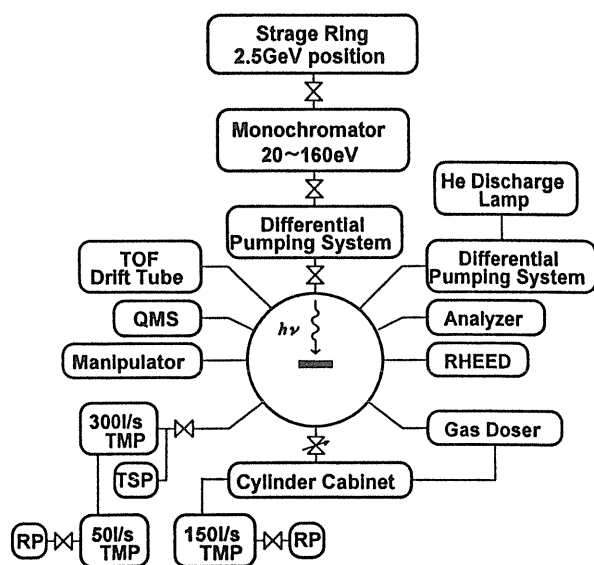 Strage Ring
2.5GeV position
Monochromator
20~160eV
He Discharge
Lamp
Differential
Pumping System
TOF
Drift Tube
Differential
Pumping System
QMS
hν
Analyzer
Manipulator
RHEED
300l/s
TMP
Gas Doser
TSP
Cylinder Cabinet
RP
50l/s
TMP
150l/s
TMP
RP